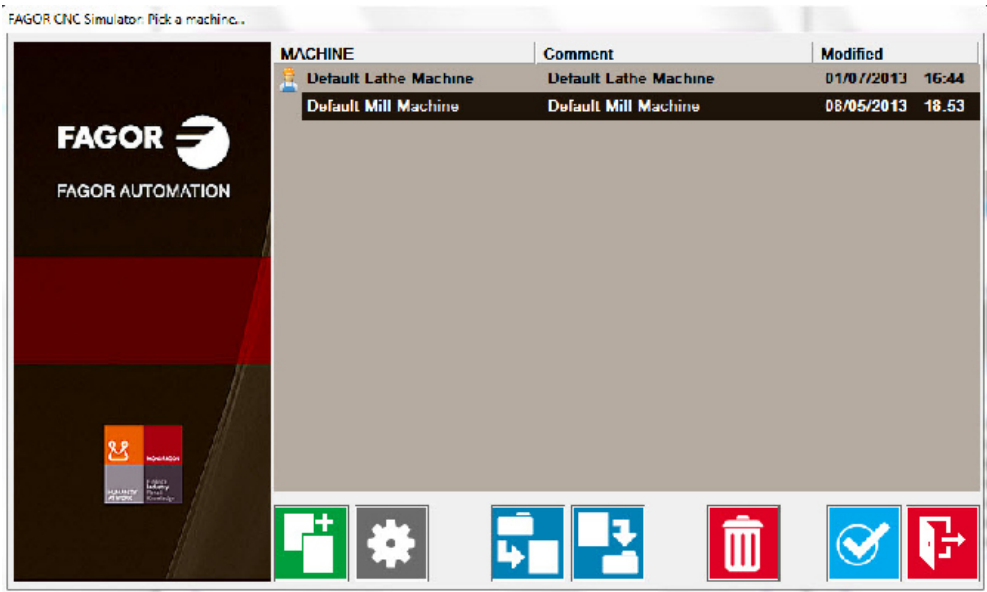 FAGOR CNC Simulator: Pick a machine...
MACHINE Comment Modified
Default Lathe Machine Default Lathe Machine 01/07/2013 16:44
Default Mill Machine Default Mill Machine 08/05/2013 18:53
FAGOR
FAGOR AUTOMATION